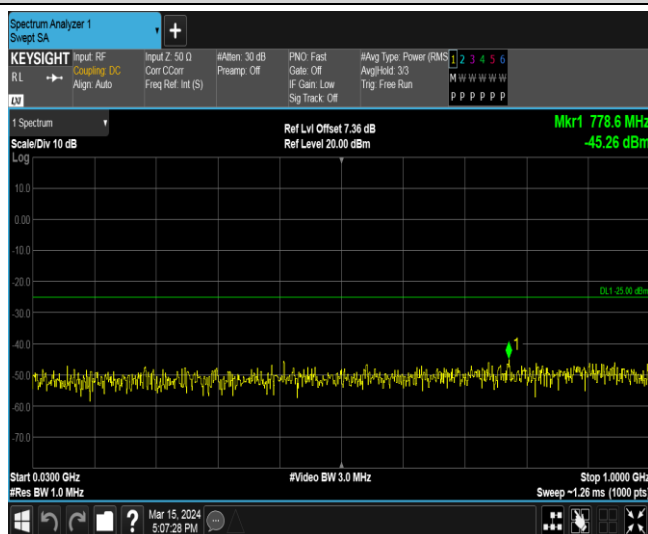 Spectrum Analyzer 1
Swept SA
KEYSIGHT
RL
LXI
Input: RF
Coupling: DC
Align: Auto
Input Z: 50 Ω
Corr CCorr
Freq Ref: Int (S)
#Atten: 30 dB
Preamp: Off
PNO: Fast
Gate: Off
IF Gain: Low
Sig Track: Off
#Avg Type: Power (RMS
Avg|Hold: 3/3
Trig: Free Run
1 2 3 4 5 6
M W W W W W
P P P P P P
1 Spectrum
Scale/Div 10 dB
Ref Lvl Offset 7.36 dB
Ref Level 20.00 dBm
Mkr1 778.6 MHz
-45.26 dBm
Log
10.0
0.00
-10.0
-20.0
DL1 -25.00 dBm
-30.0
-40.0
1
-50.0
-60.0
-70.0
Start 0.0300 GHz
#Video BW 3.0 MHz
Stop 1.0000 GHz
#Res BW 1.0 MHz
Sweep ~1.26 ms (1000 pts)
?
Mar 15, 2024
5:07:28 PM